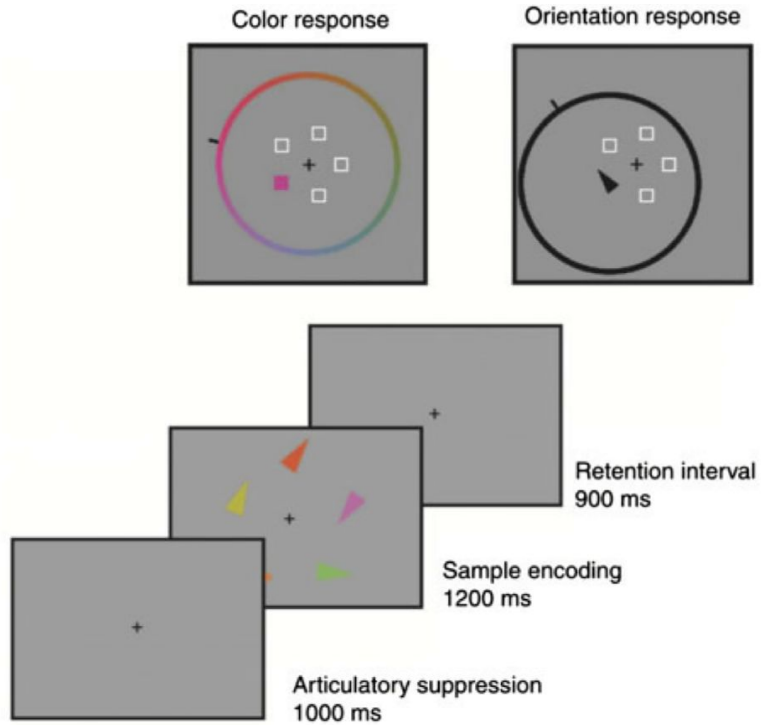 Color response
Orientation response
Retention interval
900 ms
Sample encoding
1200 ms
Articulatory suppression
1000 ms